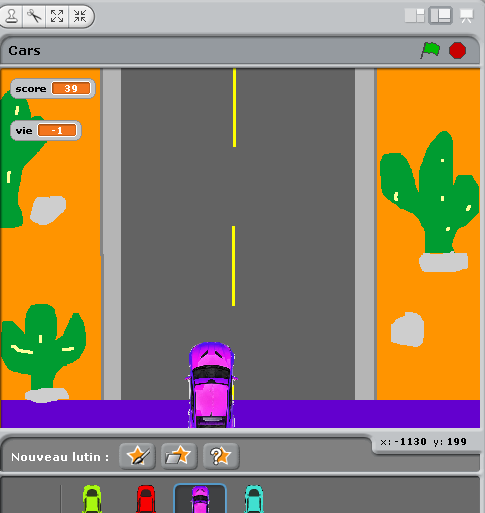 Cars
score 39
vie -1
x: -1130 y: 199
Nouveau lutin :